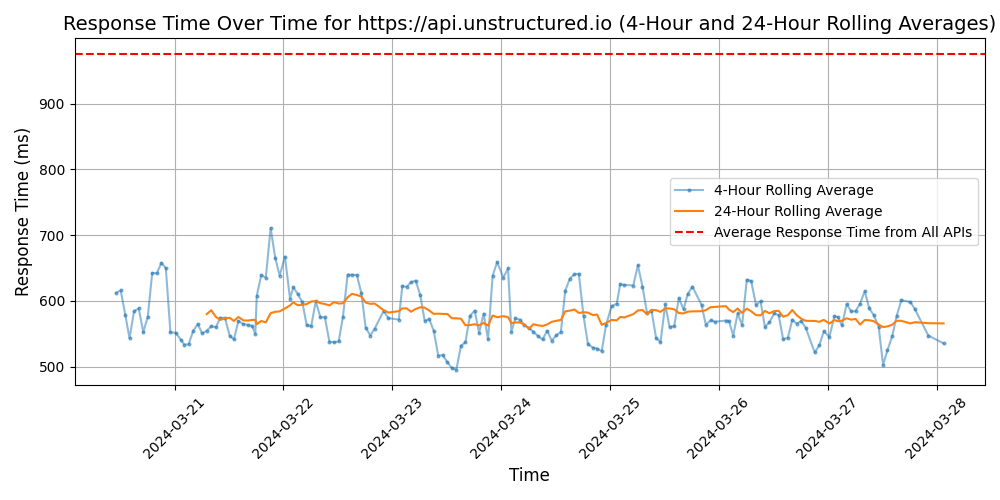 Response Time Over Time for https://api.unstructured.io (4-Hour and 24-Hour Rolling Averages)
Response Time (ms)
900
800
700
600
500
4-Hour Rolling Average
24-Hour Rolling Average
Average Response Time from All APIs
2024-03-21
2024-03-22
2024-03-23
2024-03-24
2024-03-25
2024-03-26
2024-03-27
2024-03-28
Time